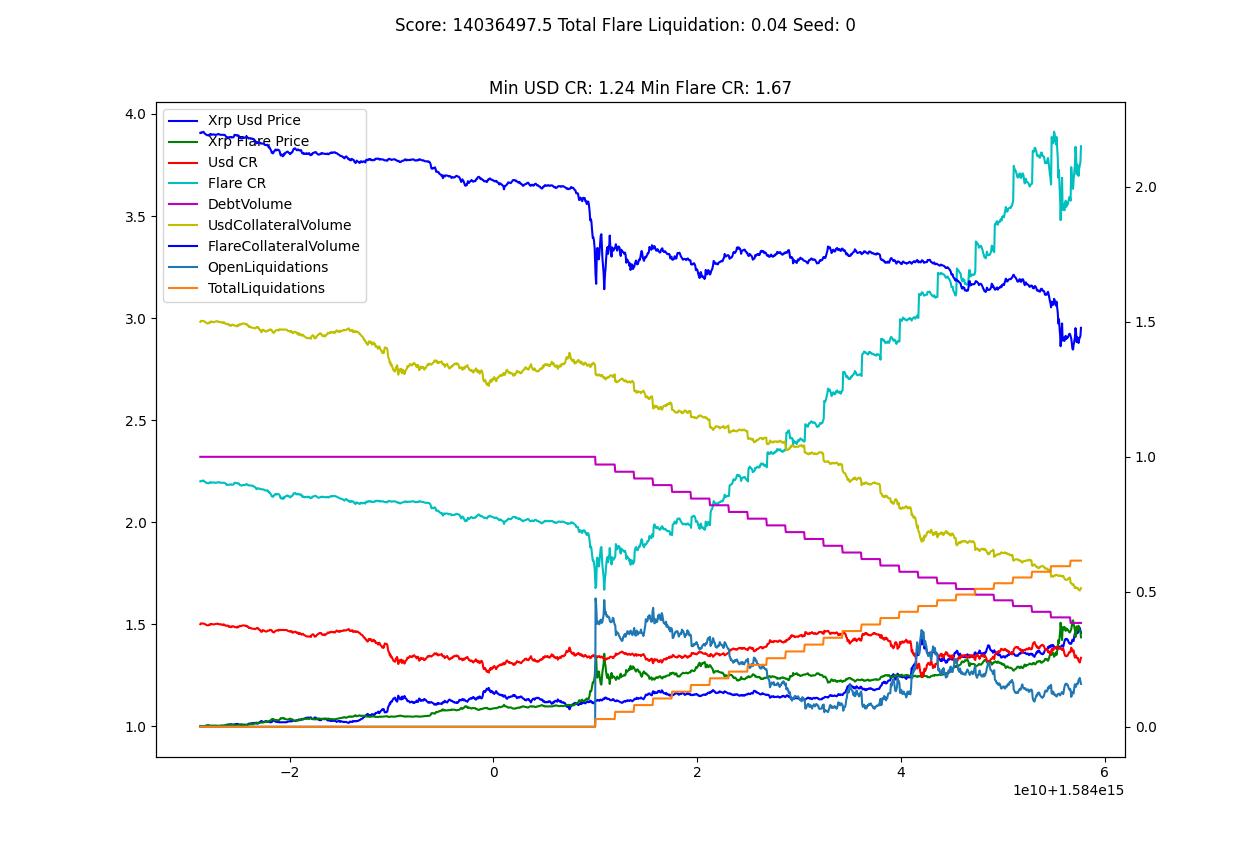 Score: 14036497.5 Total Flare Liquidation: 0.04 Seed: 0
Min USD CR: 1.24 Min Flare CR: 1.67
Xrp Usd Price
Xrp Flare Price
Usd CR
Flare CR
DebtVolume
UsdCollateralVolume
FlareCollateralVolume
OpenLiquidations
TotalLiquidations
4.0
3.5
3.0
2.5
2.0
1.5
1.0
2.0
1.5
1.0
0.5
0.0
−2
0
2
4
6
1e10+1.584e15